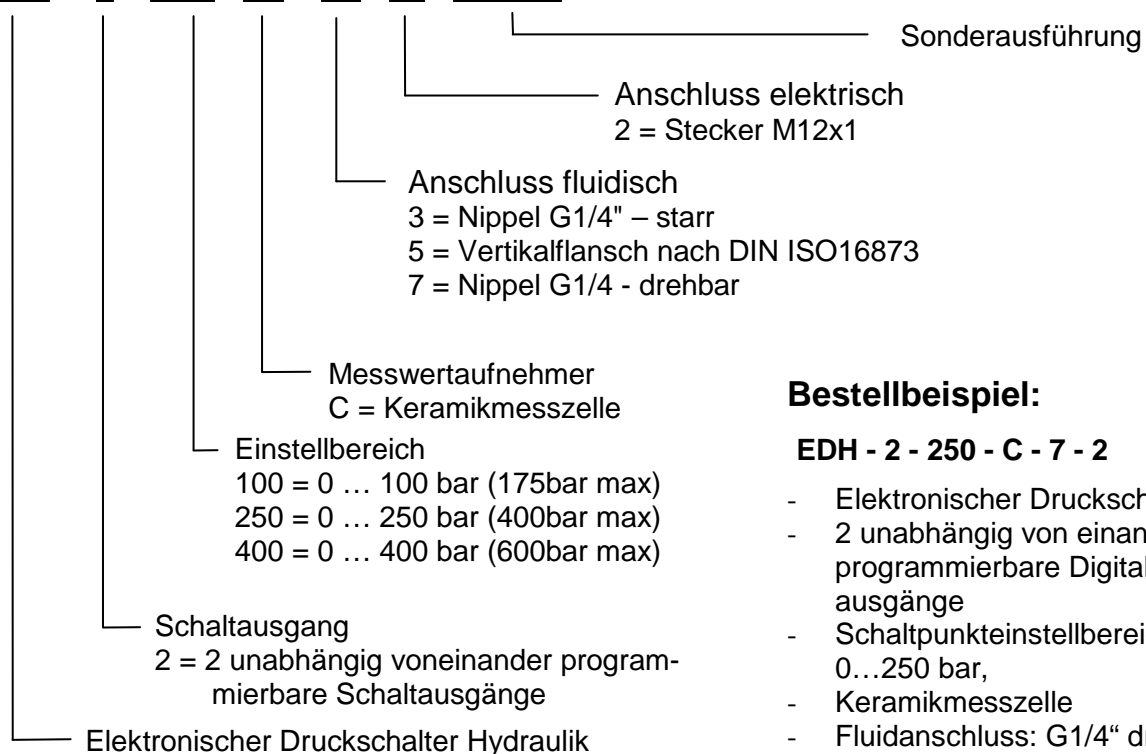 Sonderausführung
Anschluss elektrisch
2 = Stecker M12x1
Anschluss fluidisch
3 = Nippel G1/4" – starr
5 = Vertikalflansch nach DIN ISO16873
7 = Nippel G1/4 - drehbar
Messwertaufnehmer
C = Keramikmesszelle
Einstellbereich
100 = 0 … 100 bar (175bar max)
250 = 0 … 250 bar (400bar max)
400 = 0 … 400 bar (600bar max)
Schaltausgang
2 = 2 unabhängig voneinander program-
mierbare Schaltausgänge
Elektronischer Druckschalter Hydraulik
Bestellbeispiel:
EDH - 2 - 250 - C - 7 - 2
- Elektronischer Drucksch
- 2 unabhängig von einan
programmierbare Digital
ausgänge
- Schaltpunkteinstellberei
0…250 bar,
- Keramikmesszelle
- Fluidanschluss: G1/4“ d